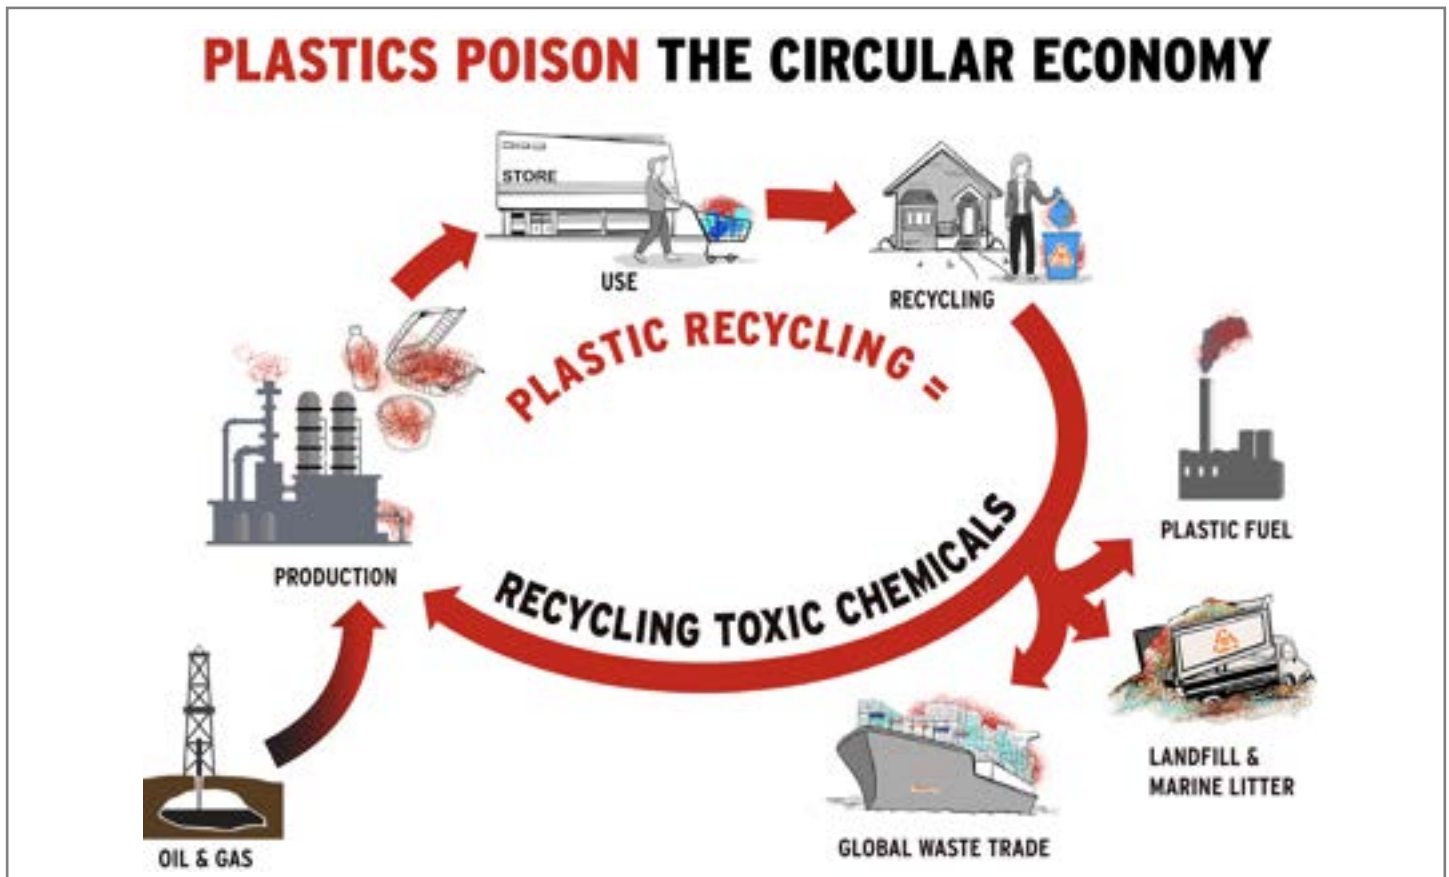 PLASTICS POISON THE CIRCULAR ECONOMY
STORE
USE
RECYCLING
PLASTIC RECYCLING =
RECYCLING TOXIC CHEMICALS
PRODUCTION
OIL & GAS
PLASTIC FUEL
LANDFILL &
MARINE LITTER
GLOBAL WASTE TRADE